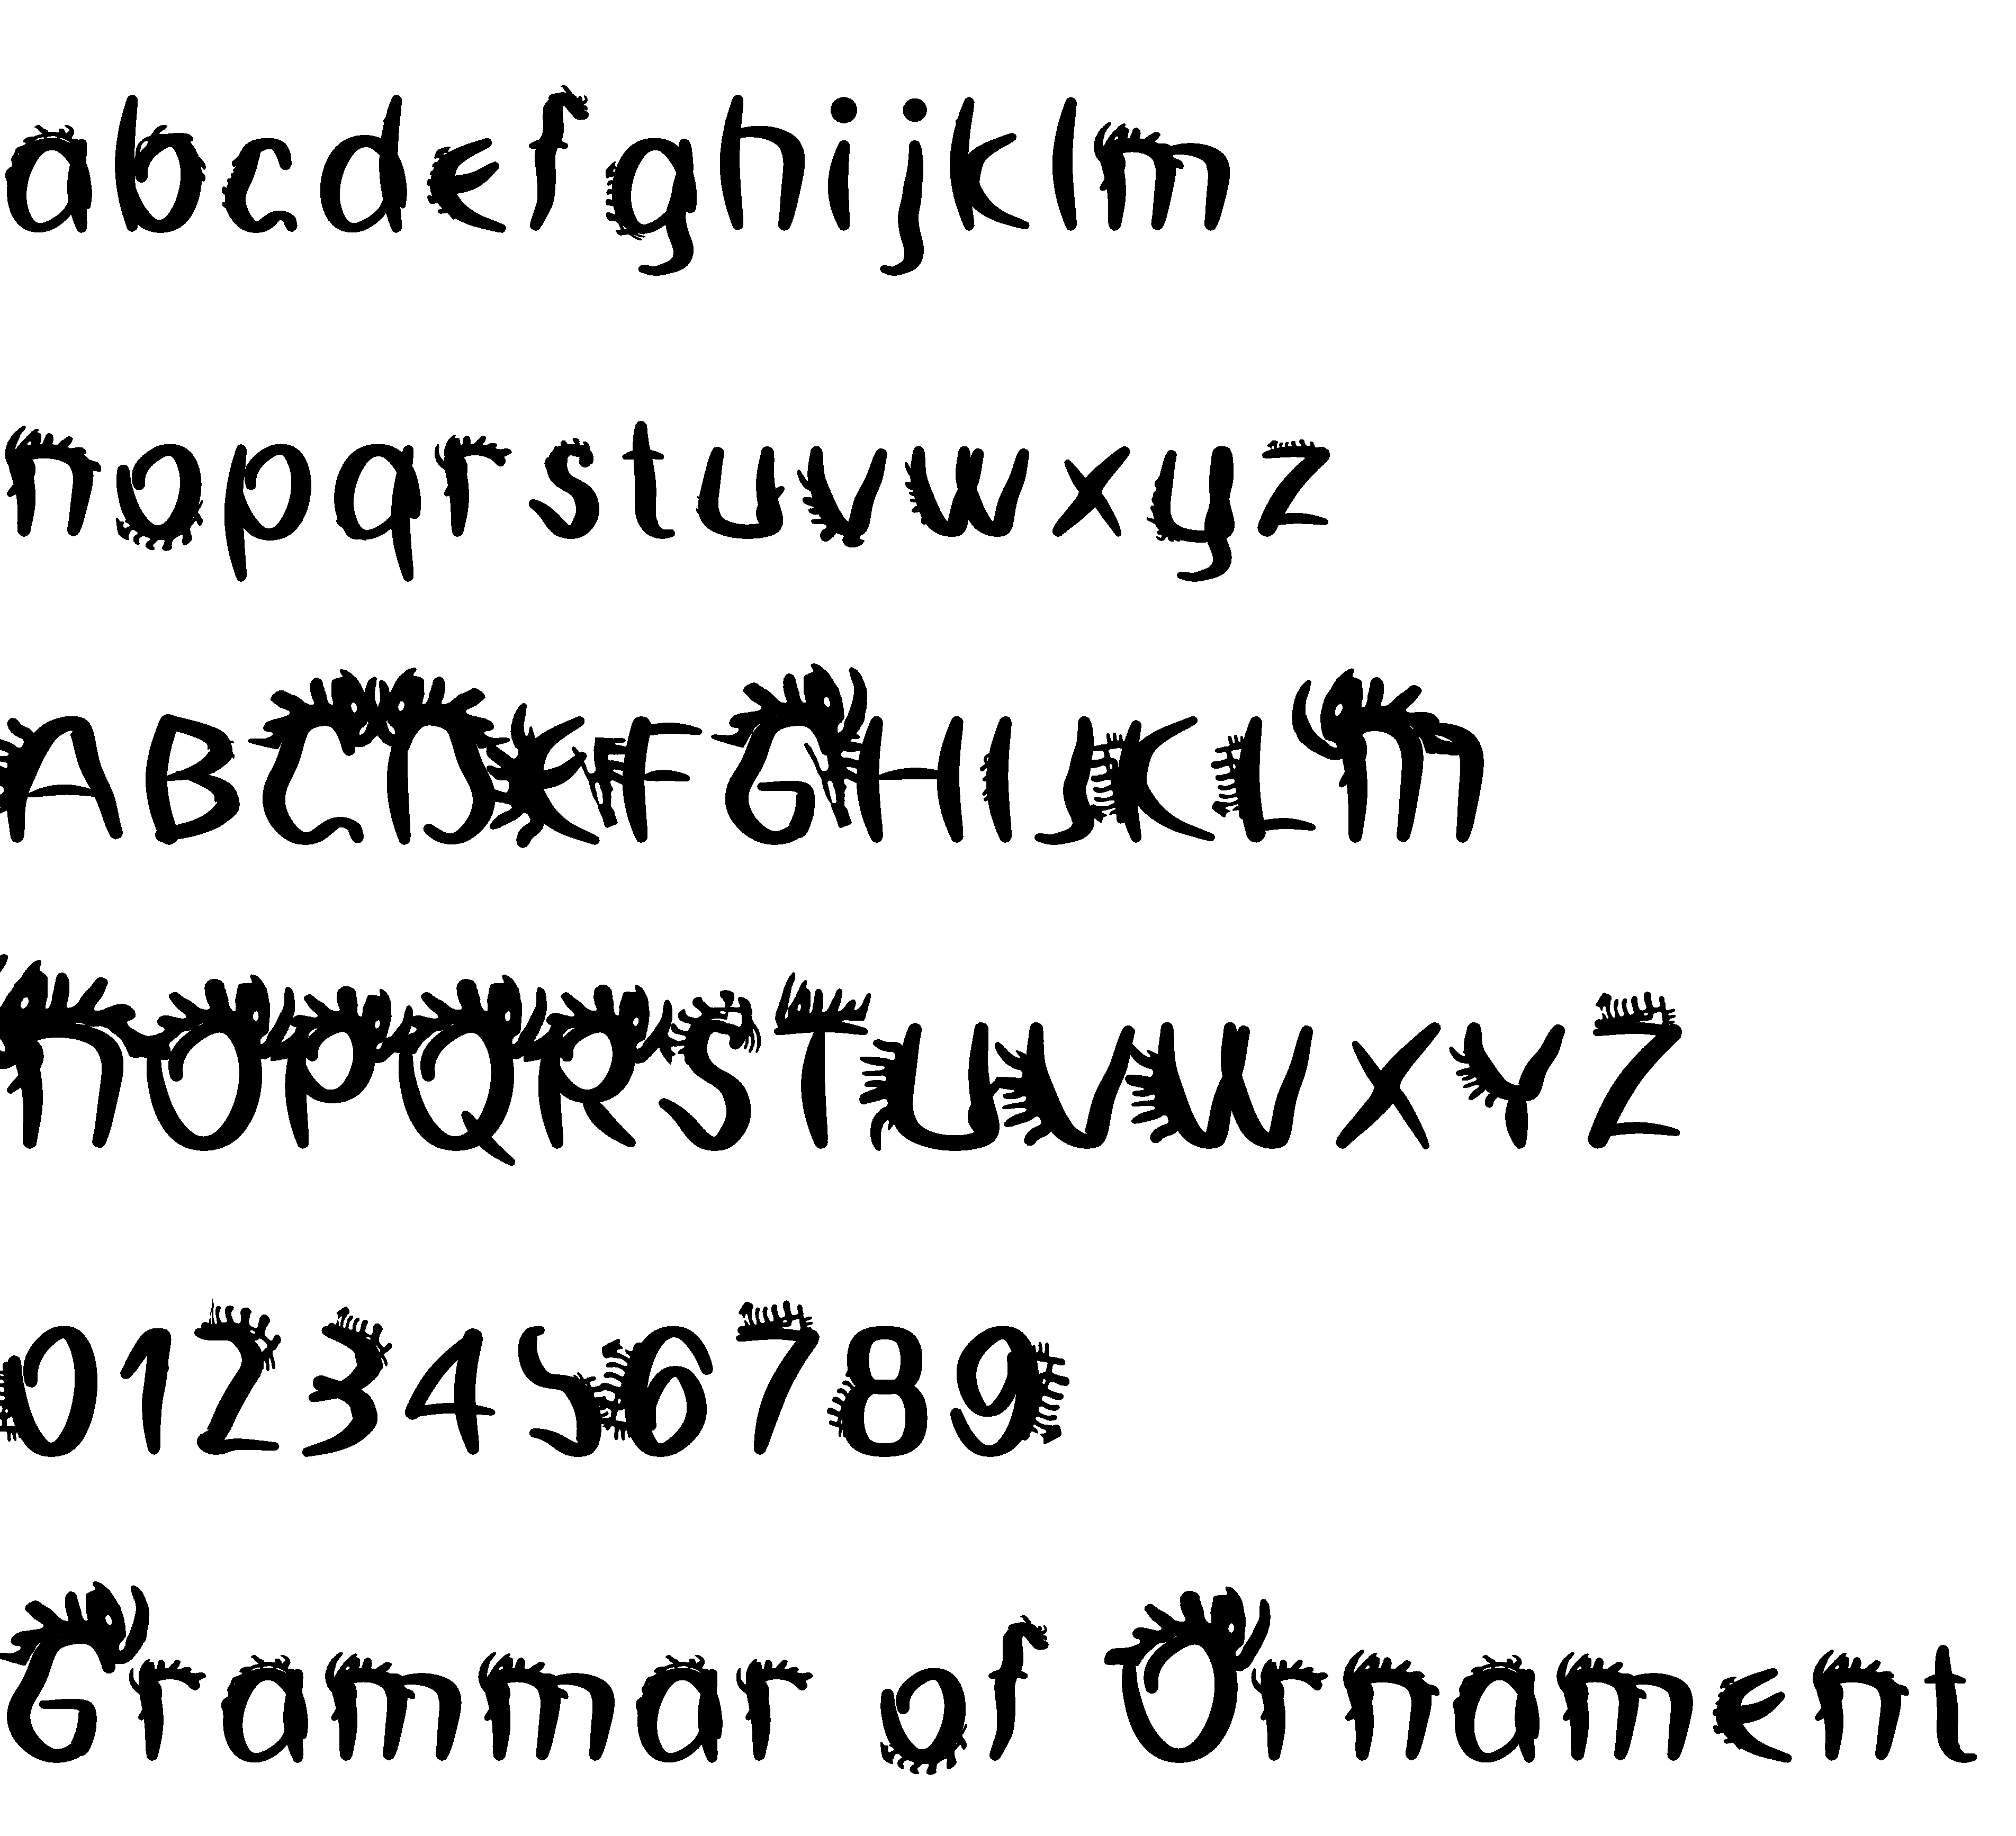 abcdefghijklm
nopqrstuvwxyz
ABCDEFGHIJKLM
NOPQRSTUVWXYZ
0123456789
Grammar of Ornament